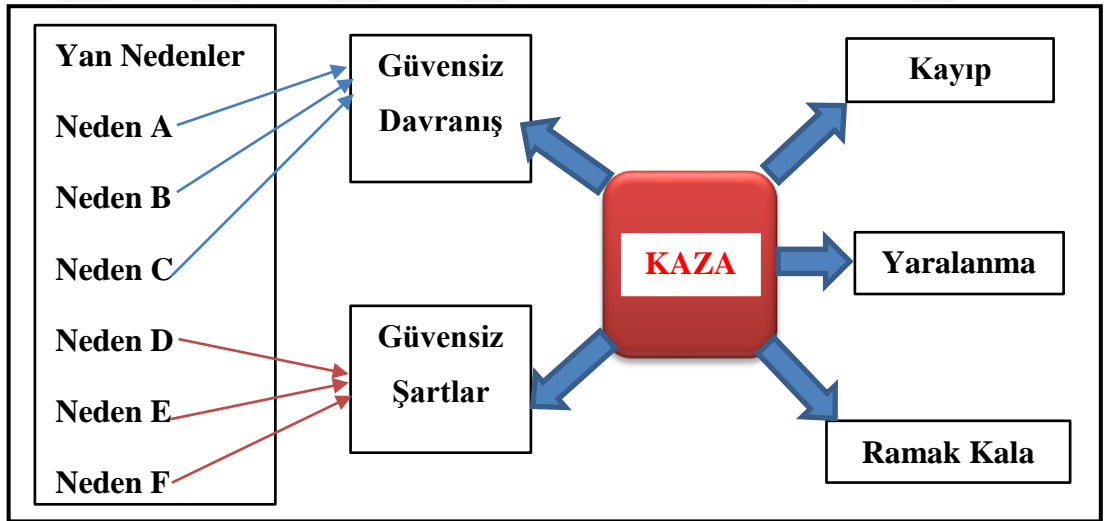 Yan Nedenler
Neden A
Neden B
Neden C
Neden D
Neden E
Neden F
Güvensiz
Davranış
Güvensiz
Şartlar
KAZA
Kayıp
Yaralanma
Ramak Kala